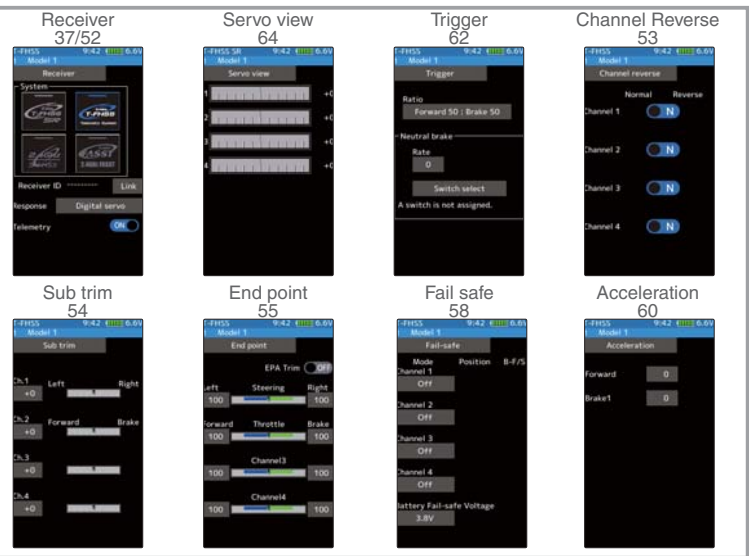 Receiver
37/52
T-FHSS 9:42 6.6V
Model 1
Receiver
System
T-FHSS
Receiver ID ---------- Link
Response Digital servo
Telemetry ON
Servo view
64
T-FHSS SR 9:42 6.6V
Model 1
Servo view
1 +0
2 +0
3 +0
4 +0
Trigger
62
T-FHSS 9:42 6.6V
Model 1
Trigger
Ratio
Forward 50 | Brake 50
Neutral brake
Rate
0
Switch select
A switch is not assigned.
Channel Reverse
53
T-FHSS 9:42 6.6V
Model 1
Channel reverse
Normal Reverse
Channel 1 N
Channel 2 N
Channel 3 N
Channel 4 N
Sub trim
54
T-FHSS 9:42 6.6V
Model 1
Sub trim
Ch.1 Left Right
+0
Ch.2 Forward Brake
+0
Ch.3
+0
Ch.4
+0
End point
55
T-FHSS 9:42 6.6V
Model 1
End point
EPA Trim OFF
Left Steering Right
100 100
Forward Throttle Brake
100 100
Channel3
100 100
Channel4
100 100
Fail safe
58
T-FHSS 9:42 6.6V
Model 1
Fail-safe
Mode Position B-F/S
Channel 1
Off
Channel 2
Off
Channel 3
Off
Channel 4
Off
Battery Fail-safe Voltage
3.8V
Acceleration
60
T-FHSS 9:42 6.6V
Model 1
Acceleration
Forward 0
Brake1 0